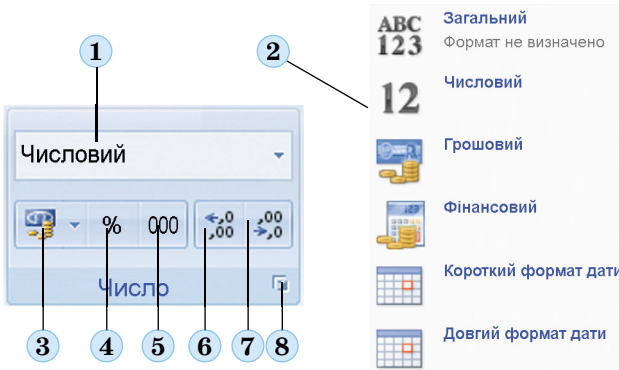 1
2
Числовий
%
000
,0
,00
,00
,0
Число
3
4
5
6
7
8
ABC
123
Загальний
Формат не визначено
12
Числовий
Грошовий
123
Фінансовий
Короткий формат дати
Довгий формат дати